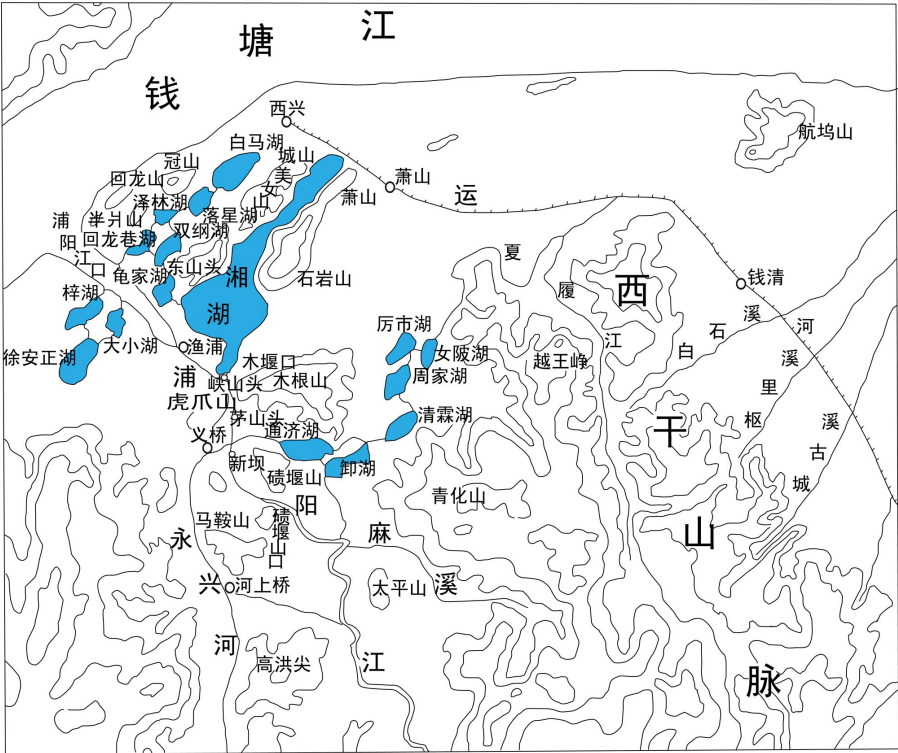 钱塘江
西兴
白马湖
城山
航坞山
冠山
美女山
萧山
萧山
运河
回龙山
泽林湖
落星湖
浦阳江口
半爿山
双纲湖
回龙巷湖
夏履江
东山头
湘湖
石岩山
龟家湖
钱清
西干山脉
梓湖
白石溪
厉市湖
大小湖
渔浦
女陂湖
越王峥
徐安正湖
木堰口
周家湖
枢里溪
浦阳江
峡山头
木根山
虎爪山
茅山头
清霖湖
古城溪
义桥
通济湖
新坝
卸湖
碛堰山
青化山
马鞍山
碛堰山口
麻溪
永兴河
河上桥
太平山
高洪尖